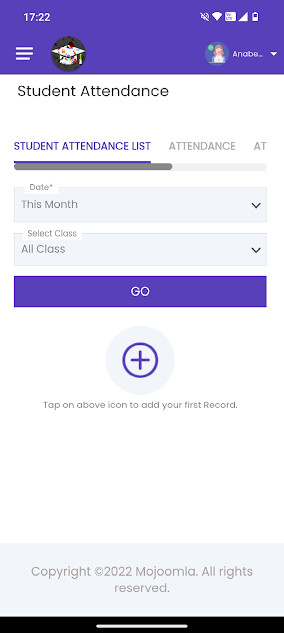 17:22
Anabe...
Student Attendance
STUDENT ATTENDANCE LIST ATTENDANCE AT
Date*
This Month
Select Class
All Class
GO
Tap on above icon to add your first Record.
Copyright ©2022 Mojoomla. All rights
reserved.